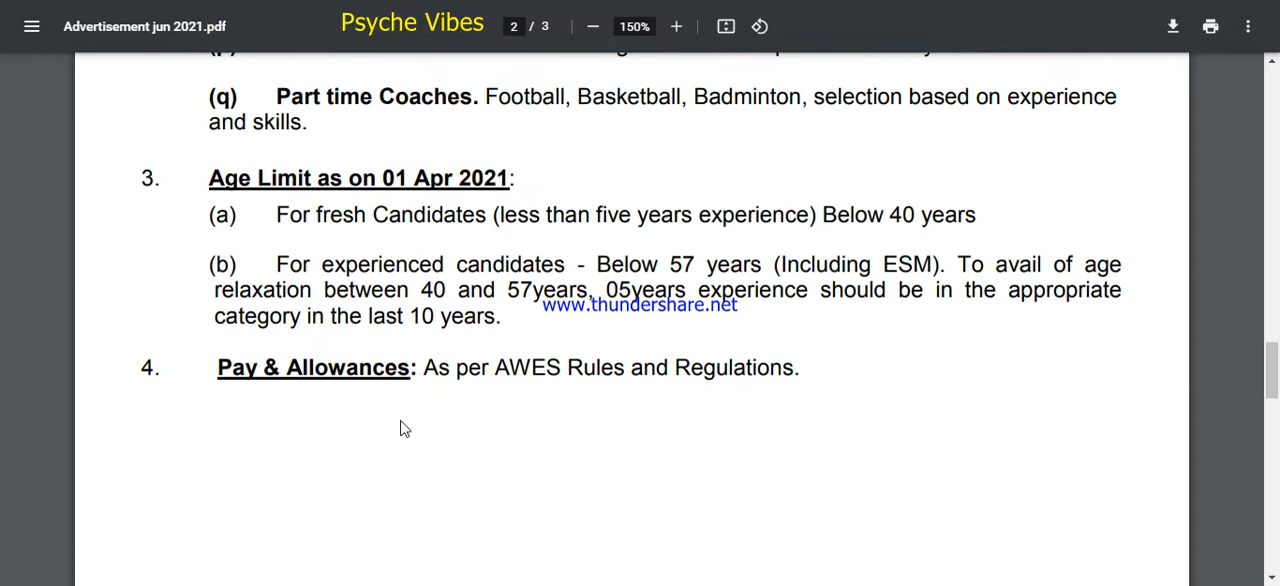 Advertisement jun 2021.pdf
Psyche Vibes
2 / 3
150%
(q) Part time Coaches. Football, Basketball, Badminton, selection based on experience
and skills.
3. Age Limit as on 01 Apr 2021:
(a) For fresh Candidates (less than five years experience) Below 40 years
(b) For experienced candidates - Below 57 years (Including ESM). To avail of age
relaxation between 40 and 57years, 05years experience should be in the appropriate
www.thundershare.net
category in the last 10 years.
4. Pay & Allowances: As per AWES Rules and Regulations.